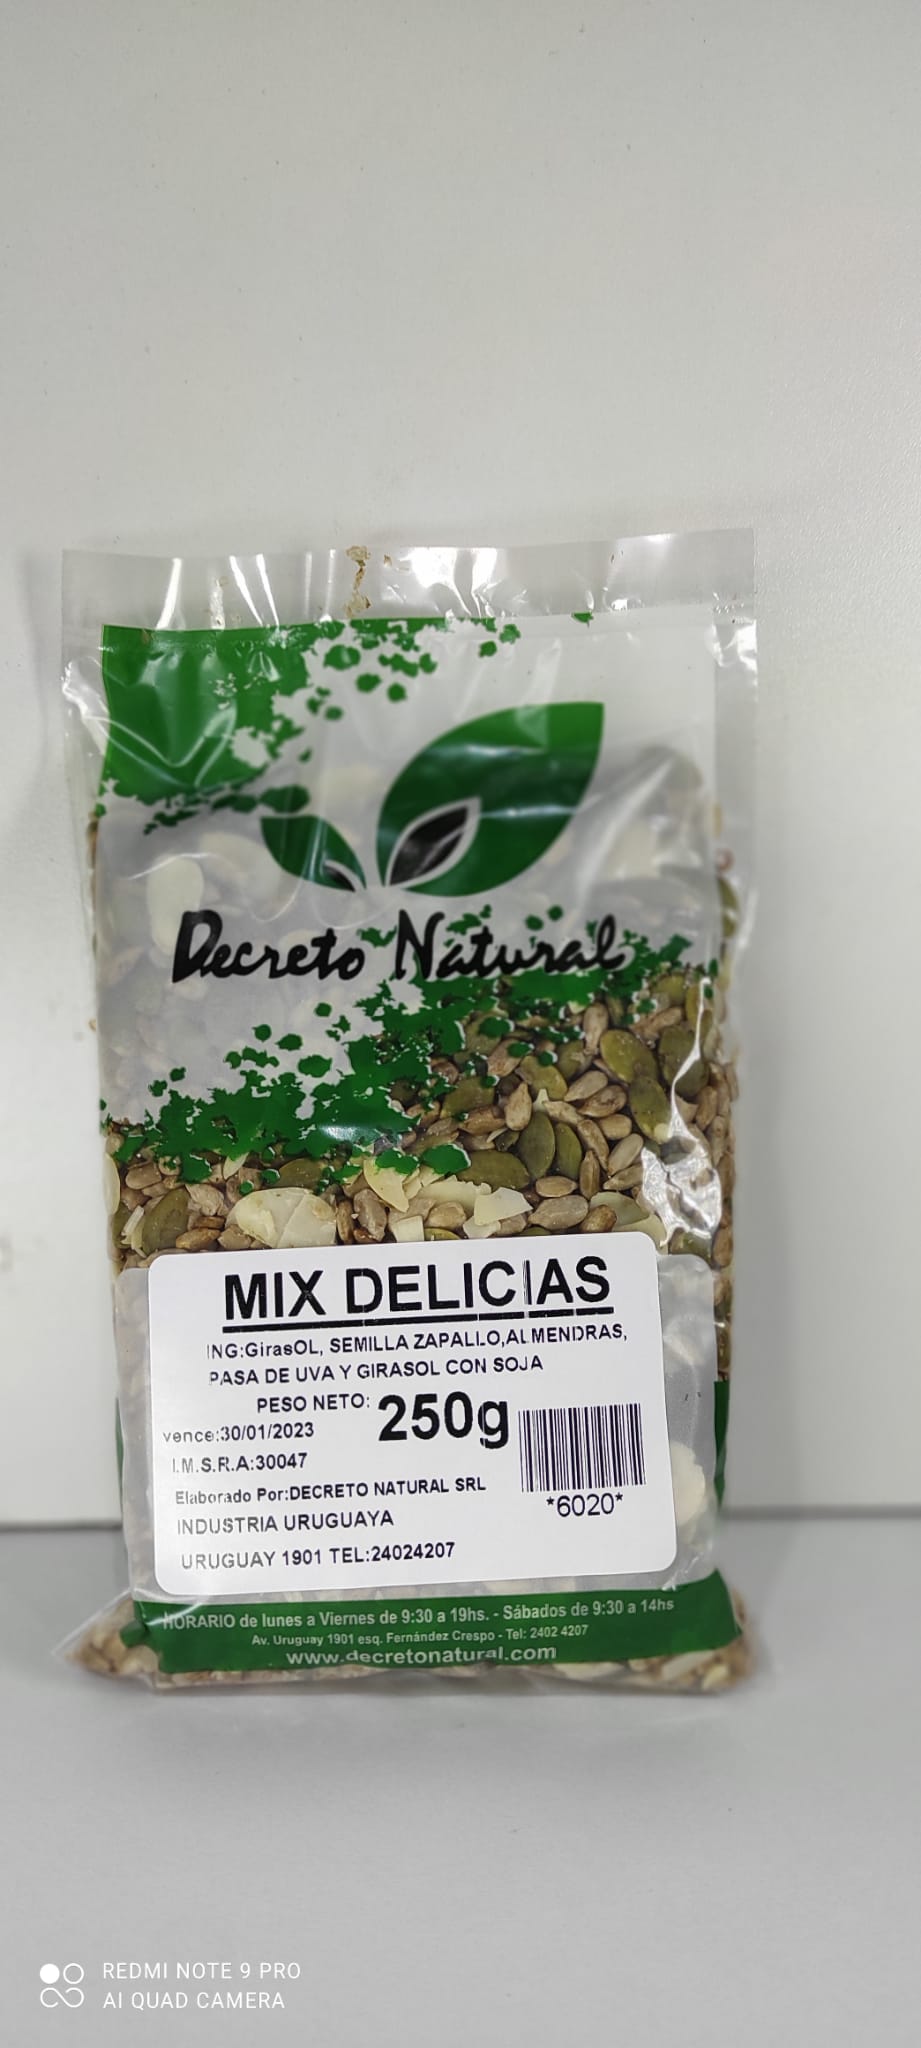 Decreto Natural
MIX DELICIAS
ING:GirasOL, SEMILLA ZAPALLO,ALMENDRAS,
PASA DE UVA Y GIRASOL CON SOJA
PESO NETO: 250g
vence:30/01/2023
I.M.S.R.A:30047
Elaborado Por:DECRETO NATURAL SRL
INDUSTRIA URUGUAYA
URUGUAY 1901 TEL:24024207
*6020*
HORARIO de lunes a Viernes de 9:30 a 19hs. - Sábados de 9:30 a 14hs
Av. Uruguay 1901 esq. Fernández Crespo - Tel: 2402 4207
www.decretonatural.com
REDMI NOTE 9 PRO
AI QUAD CAMERA